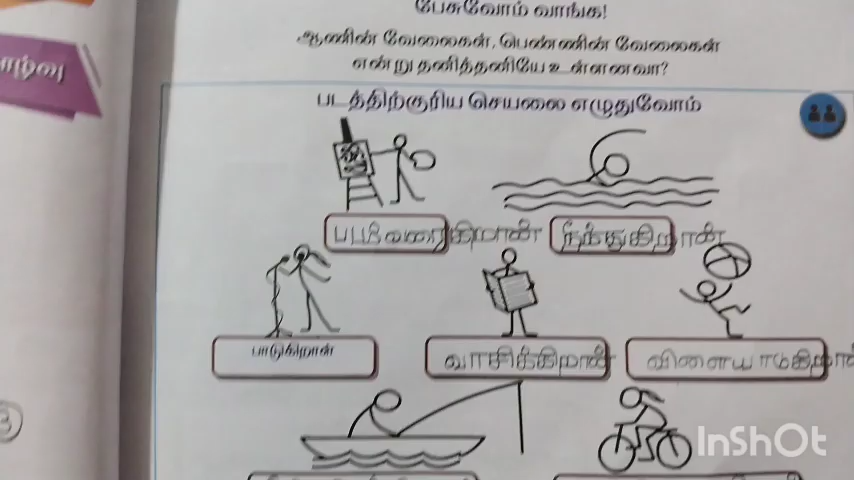 பேசுவோம் வாங்க!
ஆணின் வேலைகள், பெண்ணின் வேலைகள்
என்று தனித்தனியே உள்ளனவா?
படத்திற்குரிய செயலை எழுதுவோம்
படம்வரைகிறான் நீந்துகிறான்
பாடுகிறாள் வாசிக்கிறான் விளையாடுகிறான்
InShOt